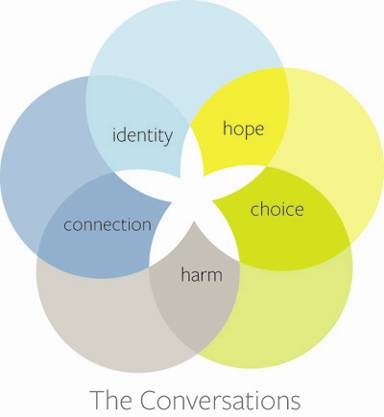 identity
hope
connection
choice
harm
The Conversations